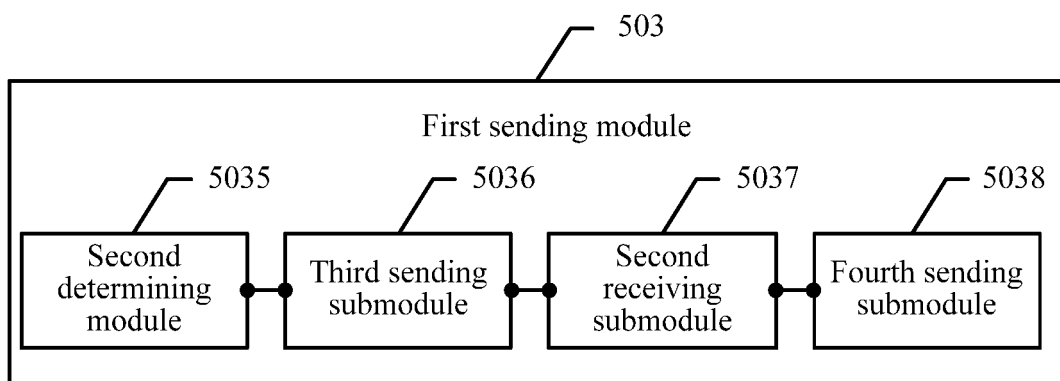 503
First sending module
5035
5036
5037
5038
Second
determining
module
Third sending
submodule
Second
receiving
submodule
Fourth sending
submodule